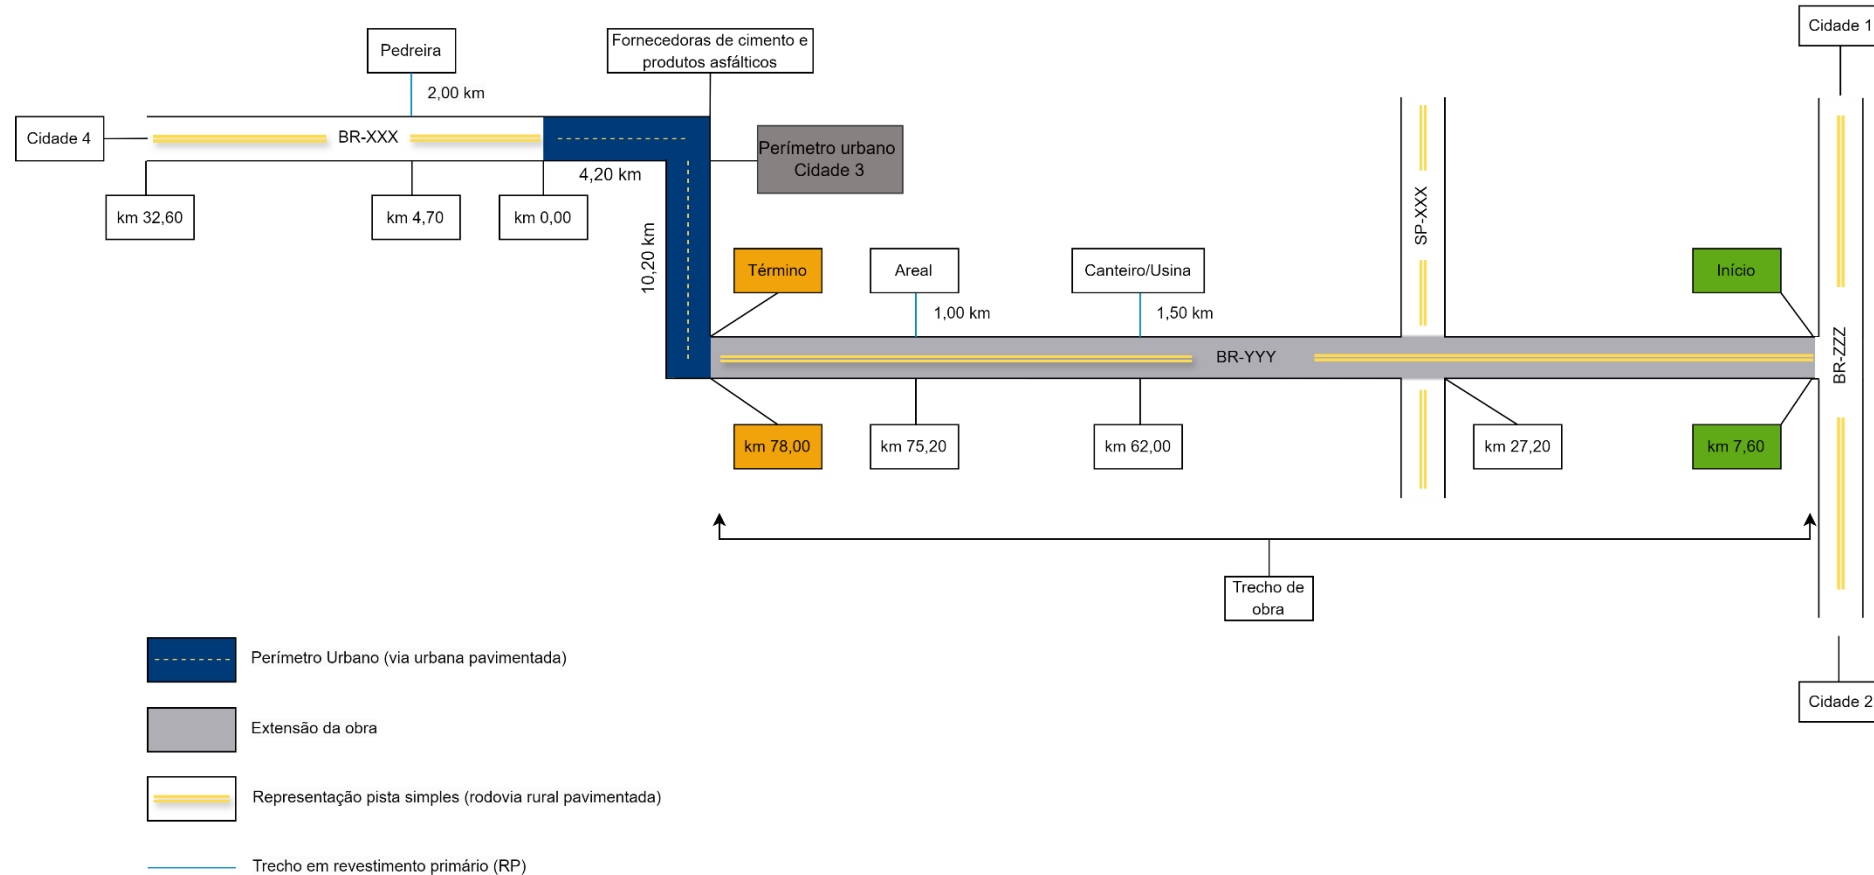 Cidade 1
Pedreira
Fornecedoras de cimento e
produtos asfálticos
2,00 km
Cidade 4
BR-XXX
Perímetro urbano
Cidade 3
4,20 km
km 32,60
km 4,70
km 0,00
SP-XXX
10,20 km
Término
Areal
Canteiro/Usina
Início
1,00 km
1,50 km
BR-YYY
BR-ZZZ
km 78,00
km 75,20
km 62,00
km 27,20
km 7,60
Trecho de
obra
Perímetro Urbano (via urbana pavimentada)
Cidade 2
Extensão da obra
Representação pista simples (rodovia rural pavimentada)
Trecho em revestimento primário (RP)